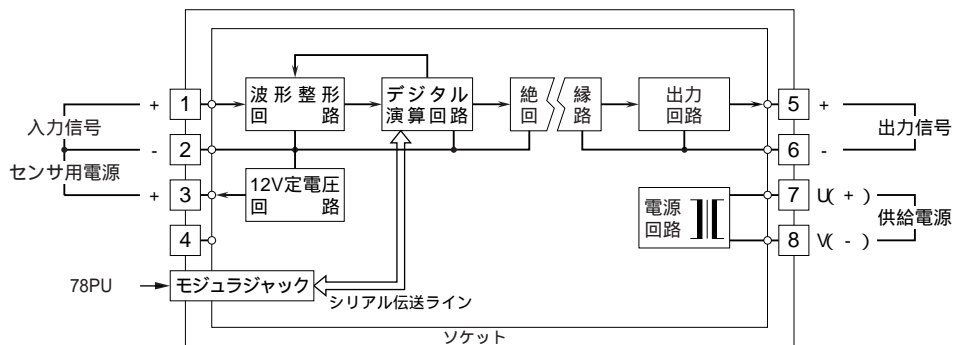 入力信号
センサ用電源
+
-
+
1
2
3
4
波形整形
回路
デジタル
演算回路
絶縁
回路
出力
回路
12V定電圧
回路
電源
回路
5
6
7
8
+
-
U(+)
V(-)
出力信号
供給電源
78PU
モジュラジャック
シリアル伝送ライン
ソケット